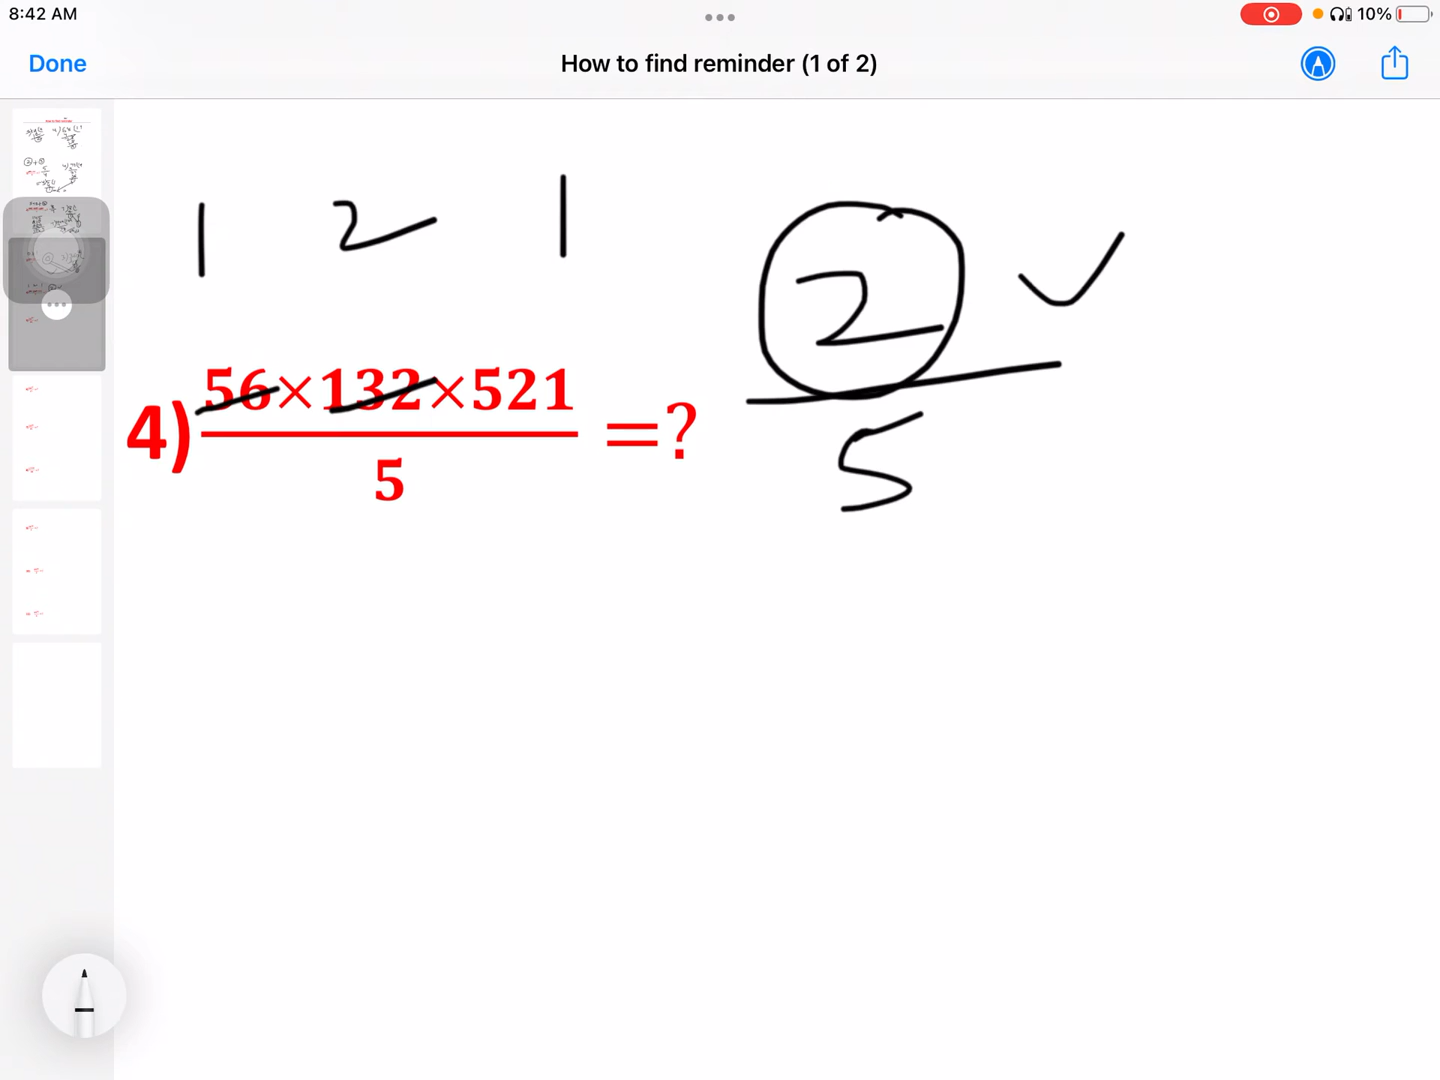 8:42 AM
10%
Done
How to find reminder (1 of 2)
1 2 1
2
5
4) 56×132×521
5
=?